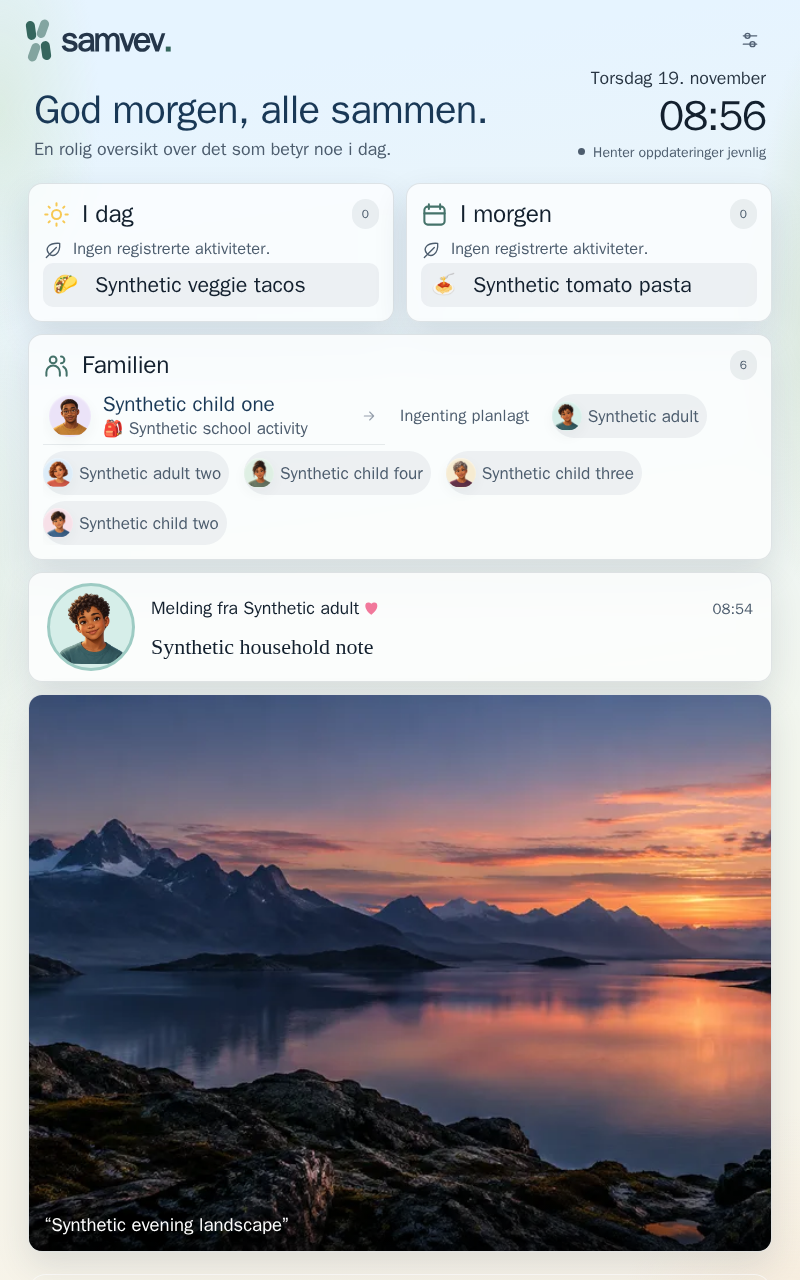 samvev.
Torsdag 19. november
God morgen, alle sammen.
08:56
En rolig oversikt over det som betyr noe i dag.
Henter oppdateringer jevnlig
I dag
0
Ingen registrerte aktiviteter.
Synthetic veggie tacos
I morgen
0
Ingen registrerte aktiviteter.
Synthetic tomato pasta
Familien
6
Synthetic child one
Synthetic school activity
Ingenting planlagt
Synthetic adult
Synthetic adult two
Synthetic child four
Synthetic child three
Synthetic child two
Melding fra Synthetic adult
08:54
Synthetic household note
“Synthetic evening landscape”